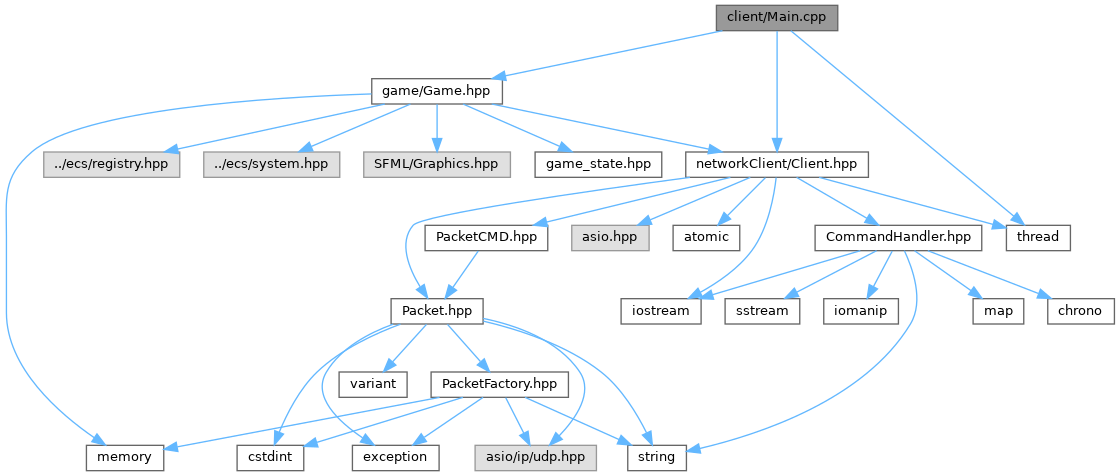 client/Main.cpp
game/Game.hpp
../ecs/registry.hpp
../ecs/system.hpp
SFML/Graphics.hpp
game_state.hpp
networkClient/Client.hpp
PacketCMD.hpp
asio.hpp
atomic
CommandHandler.hpp
thread
Packet.hpp
iostream
sstream
iomanip
map
chrono
variant
PacketFactory.hpp
memory
cstdint
exception
asio/ip/udp.hpp
string